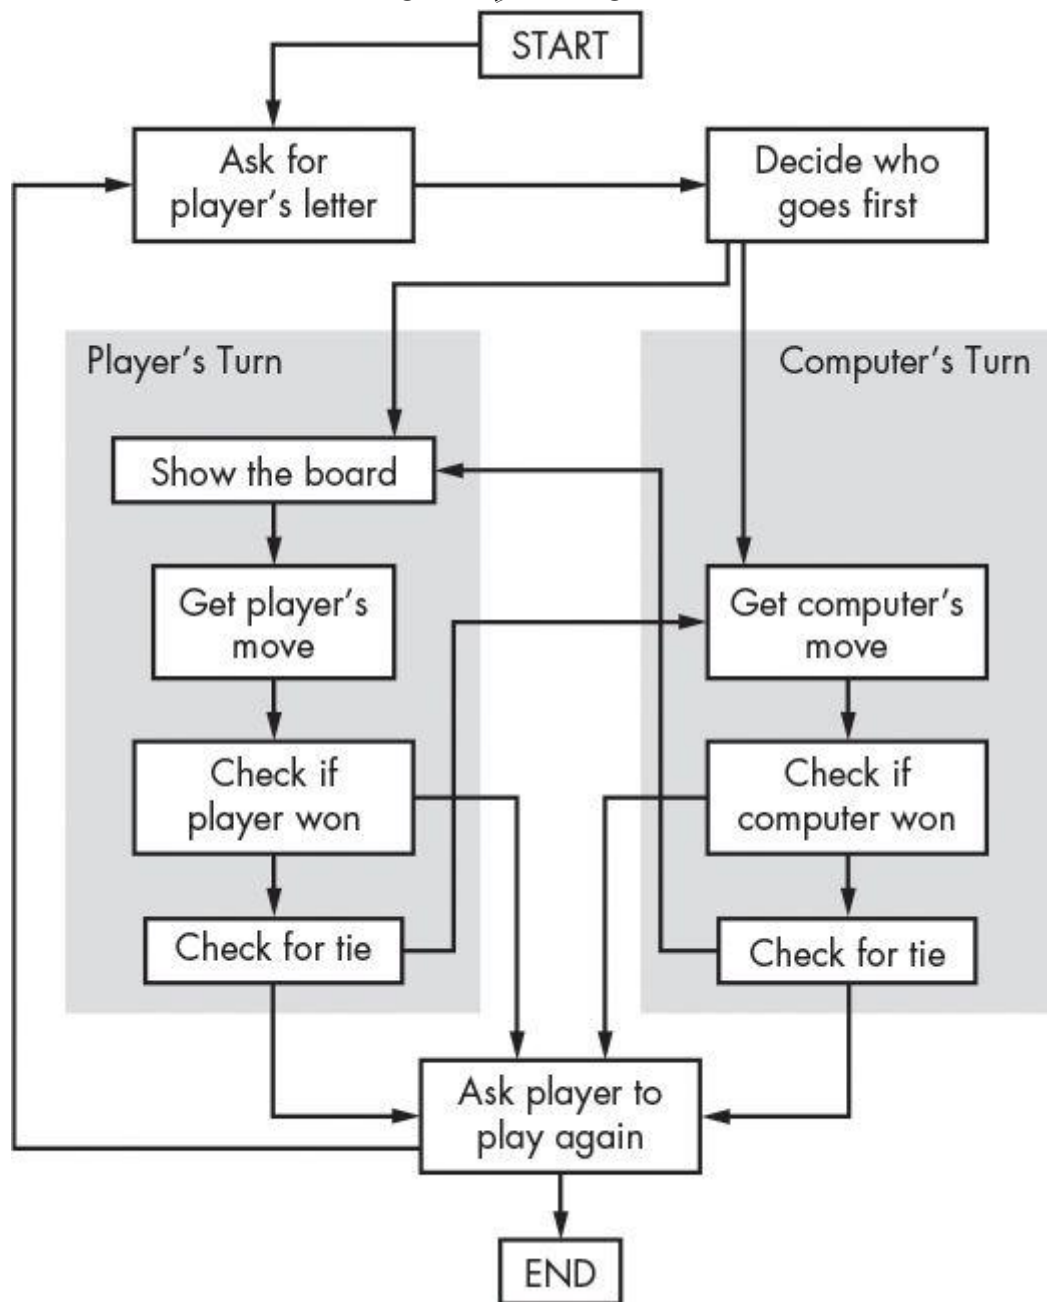 START
Ask for
player's letter
Decide who
goes first
Player's Turn
Computer's Turn
Show the board
Get player's
move
Get computer's
move
Check if
player won
Check if
computer won
Check for tie
Check for tie
Ask player to
play again
END